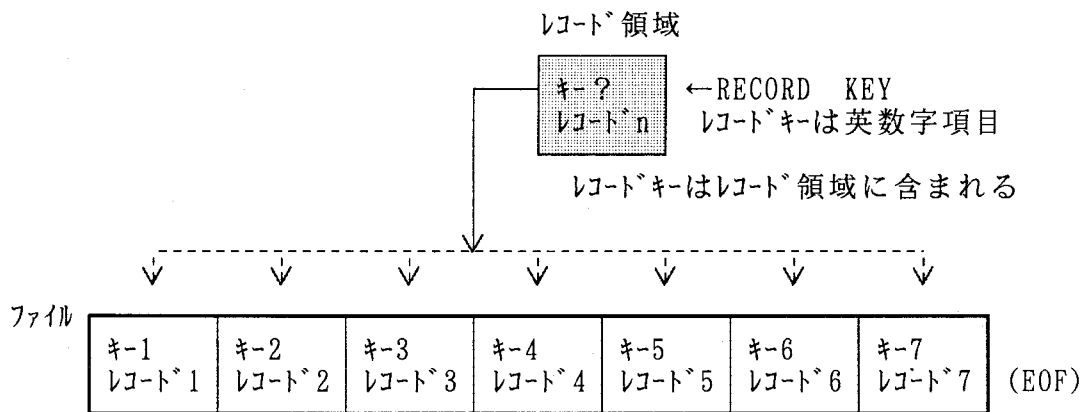 ﾚｺｰﾄﾞ領域
ｷｰ?
ﾚｺｰﾄﾞn
←RECORD KEY
ﾚｺｰﾄﾞｷｰは英数字項目
ﾚｺｰﾄﾞｷｰはﾚｺｰﾄﾞ領域に含まれる
ﾌｧｲﾙ
ｷｰ1 ｷｰ2 ｷｰ3 ｷｰ4 ｷｰ5 ｷｰ6 ｷｰ7
ﾚｺｰﾄﾞ1 ﾚｺｰﾄﾞ2 ﾚｺｰﾄﾞ3 ﾚｺｰﾄﾞ4 ﾚｺｰﾄﾞ5 ﾚｺｰﾄﾞ6 ﾚｺｰﾄﾞ7 (EOF)